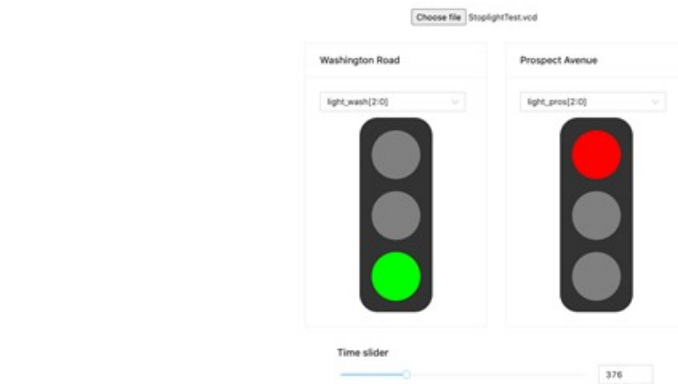 Choose file StoplightTest.vcd
Washington Road
Prospect Avenue
light_wash[2:0]
light_pros[2:0]
Time slider
376